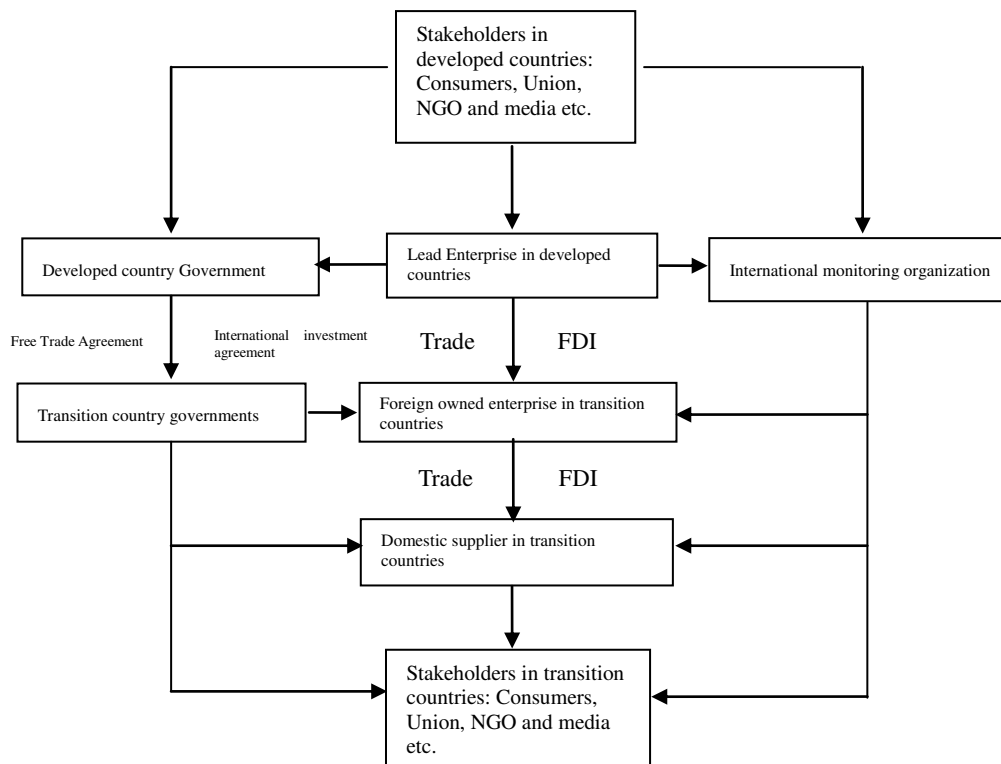 Stakeholders in
developed countries:
Consumers, Union,
NGO and media etc.
Developed country Government
Lead Enterprise in developed
countries
International monitoring organization
Free Trade Agreement
International investment
agreement
Trade FDI
Transition country governments
Foreign owned enterprise in transition
countries
Trade FDI
Domestic supplier in transition
countries
Stakeholders in transition
countries: Consumers,
Union, NGO and media
etc.